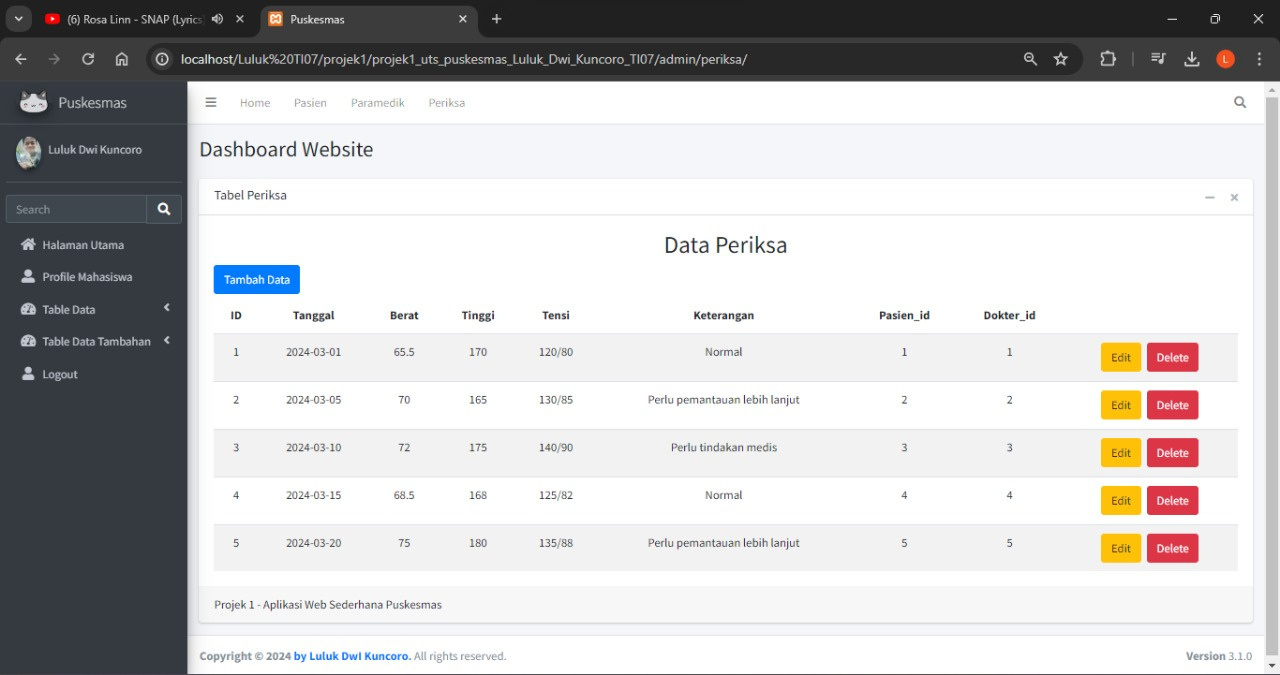 (6) Rosa Linn - SNAP (Lyrics
Puskesmas
localhost/Luluk%20TI07/projek1/projek1_uts_puskesmas_Luluk_Dwi_Kuncoro_TI07/admin/periksa/
L
Puskesmas
Home Pasien Paramedik Periksa
Luluk Dwi Kuncoro
Dashboard Website
Search
Halaman Utama
Profile Mahasiswa
Table Data
Table Data Tambahan
Logout
Tabel Periksa
Data Periksa
Tambah Data
ID Tanggal Berat Tinggi Tensi Keterangan Pasien_id Dokter_id
1 2024-03-01 65.5 170 120/80 Normal 1 1 Edit Delete
2 2024-03-05 70 165 130/85 Perlu pemantauan lebih lanjut 2 2 Edit Delete
3 2024-03-10 72 175 140/90 Perlu tindakan medis 3 3 Edit Delete
4 2024-03-15 68.5 168 125/82 Normal 4 4 Edit Delete
5 2024-03-20 75 180 135/88 Perlu pemantauan lebih lanjut 5 5 Edit Delete
Projek 1 - Aplikasi Web Sederhana Puskesmas
Copyright © 2024 by Luluk DwI Kuncoro. All rights reserved.
Version 3.1.0